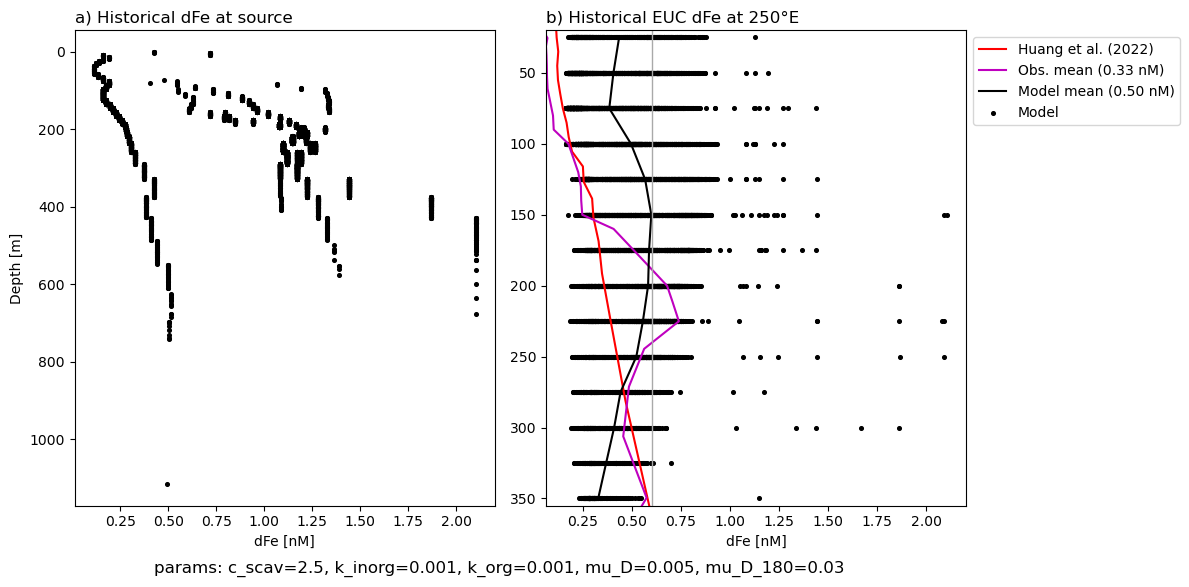 a) Historical dFe at source
b) Historical EUC dFe at 250°E
0
200
400
600
800
1000
Depth [m]
0.25 0.50 0.75 1.00 1.25 1.50 1.75 2.00
dFe [nM]
50
100
150
200
250
300
350
0.25 0.50 0.75 1.00 1.25 1.50 1.75 2.00
dFe [nM]
Huang et al. (2022)
Obs. mean (0.33 nM)
Model mean (0.50 nM)
Model
params: c_scav=2.5, k_inorg=0.001, k_org=0.001, mu_D=0.005, mu_D_180=0.03